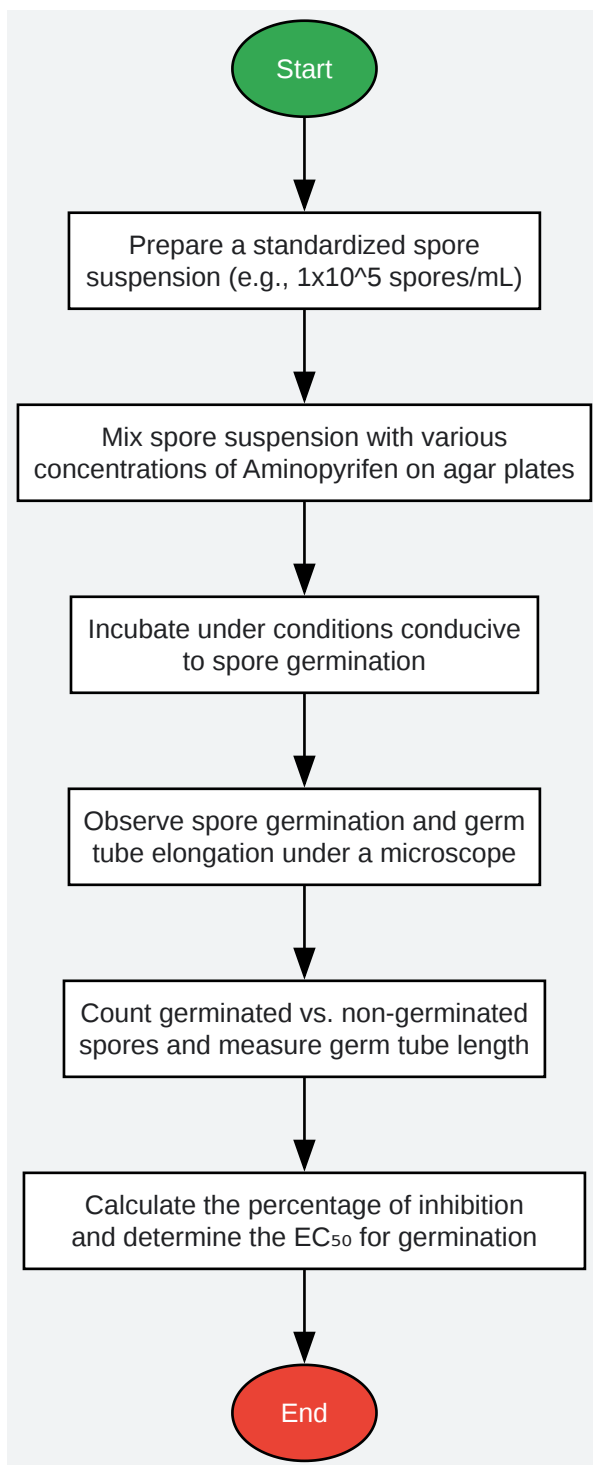 Start
Prepare a standardized spore
suspension (e.g., 1x10^5 spores/mL)
Mix spore suspension with various
concentrations of Aminopyrifen on agar plates
Incubate under conditions conducive
to spore germination
Observe spore germination and germ
tube elongation under a microscope
Count germinated vs. non-germinated
spores and measure germ tube length
Calculate the percentage of inhibition
and determine the EC₅₀ for germination
End